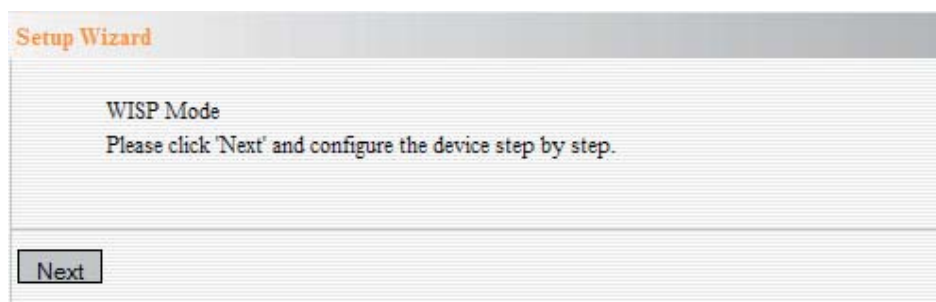 Setup Wizard
WISP Mode
Please click 'Next' and configure the device step by step.
Next